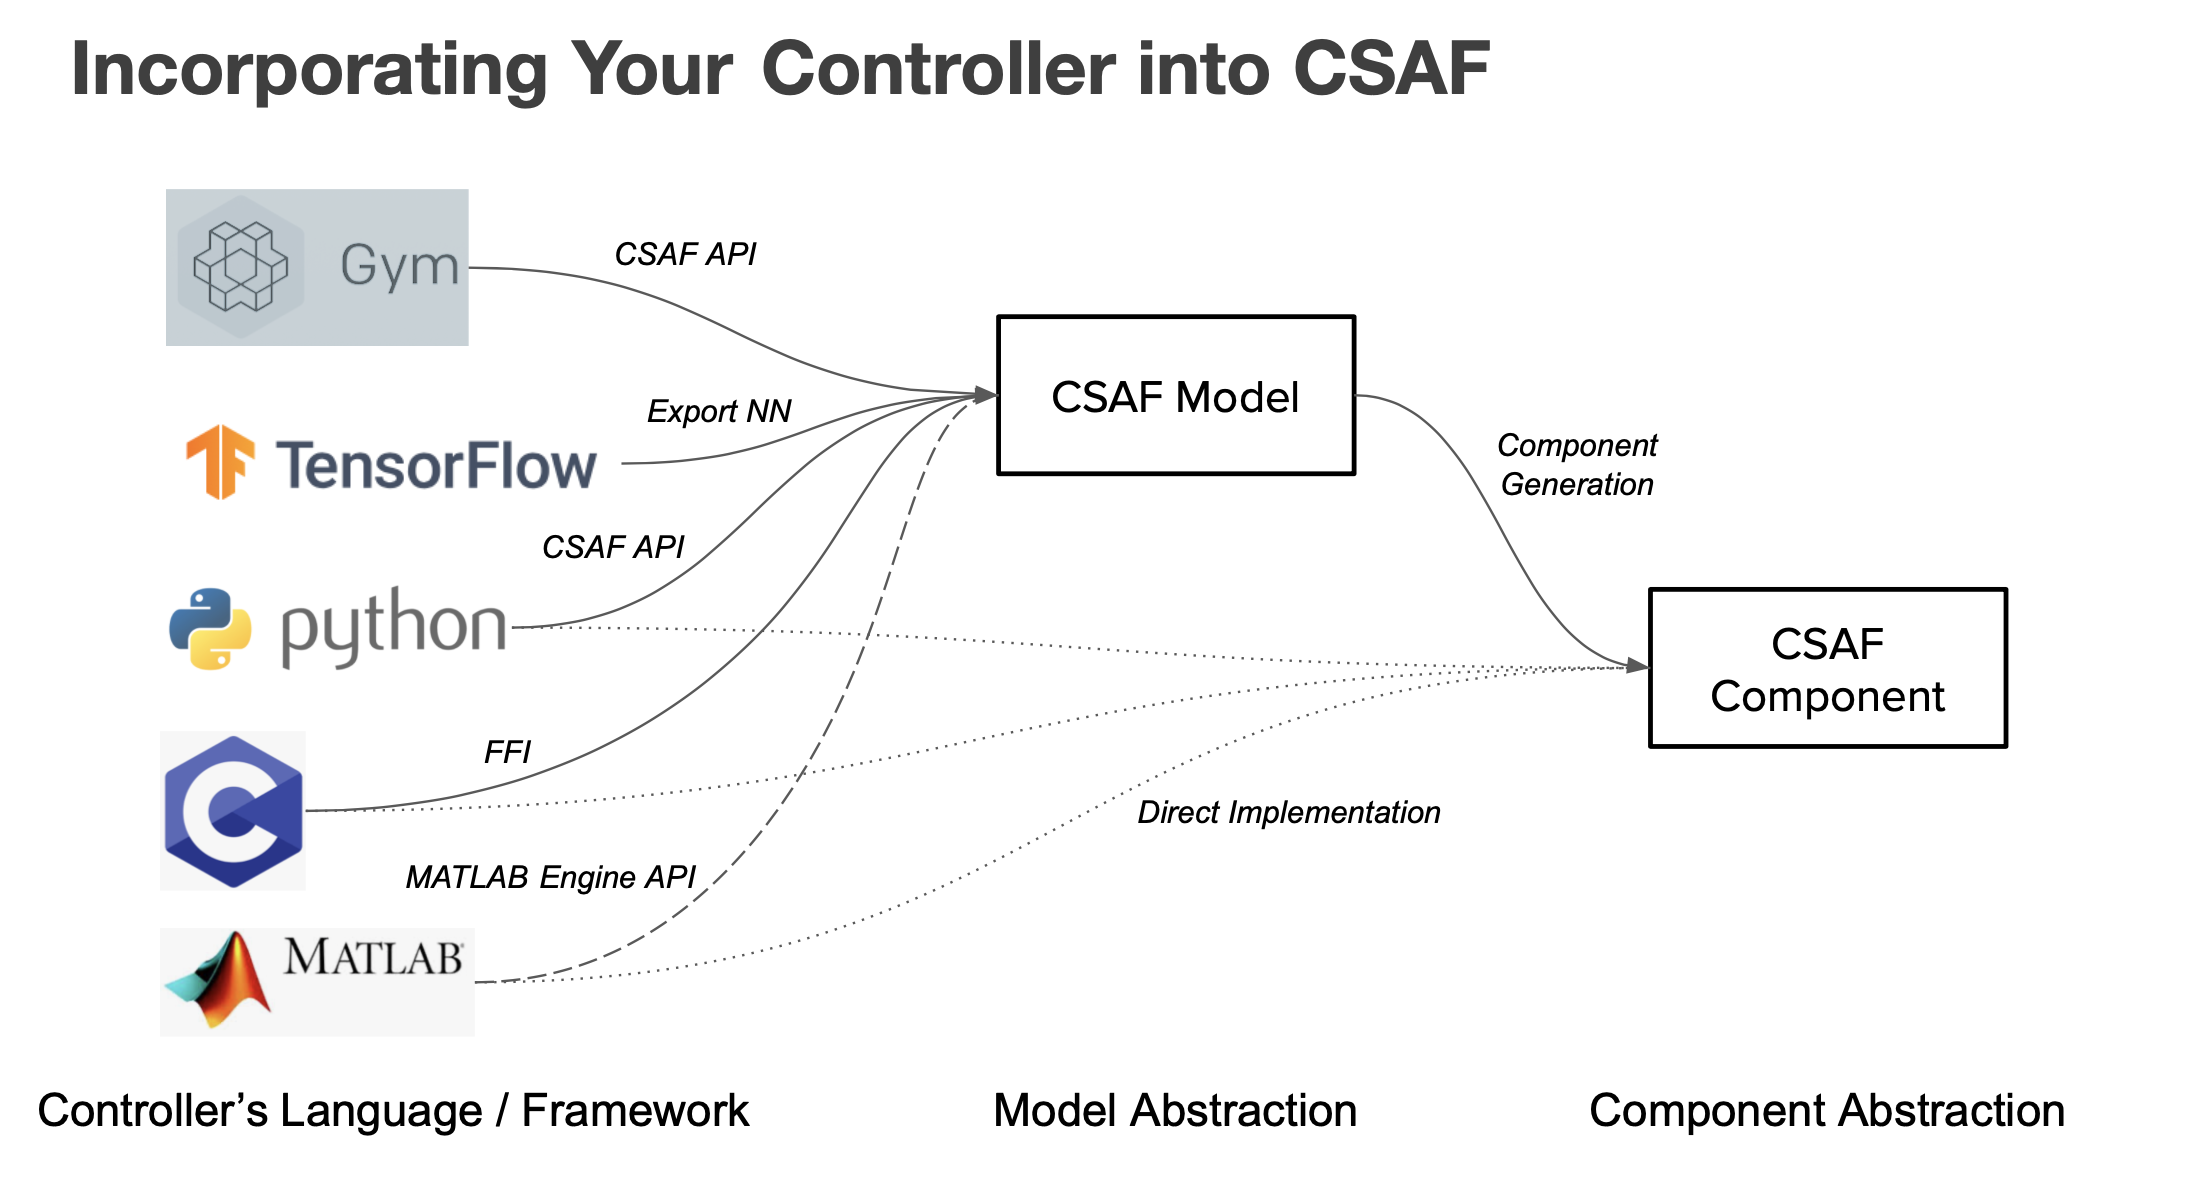 Incorporating Your Controller into CSAF
Gym
CSAF API
CSAF Model
Export NN
TensorFlow
Component
Generation
CSAF API
python
CSAF
Component
FFI
C
Direct Implementation
MATLAB Engine API
MATLAB
Controller’s Language / Framework
Model Abstraction
Component Abstraction